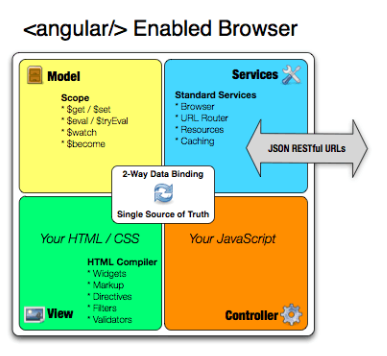 <angular/> Enabled Browser
Model
Scope
* $get / $set
* $eval / $tryEval
* $watch
* $become
Services
Standard Services
* Browser
* URL Router
* Resources
* Caching
JSON RESTful URLs
2-Way Data Binding
Single Source of Truth
Your HTML / CSS
HTML Compiler
* Widgets
* Markup
* Directives
* Filters
* Validators
View
Your JavaScript
Controller